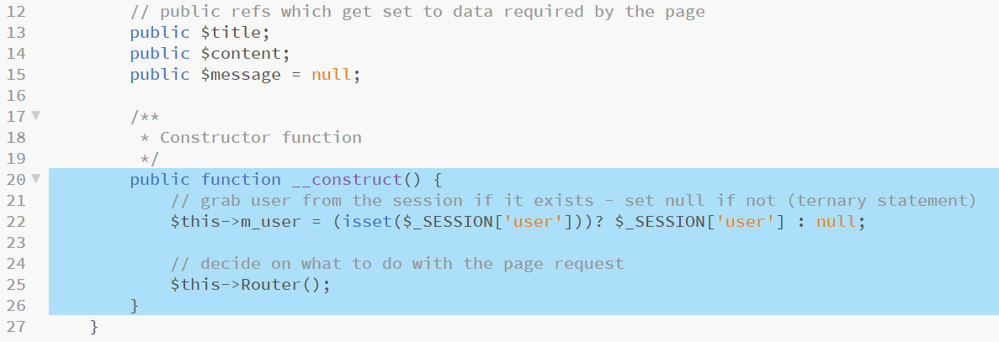 12 // public refs which get set to data required by the page
13 public $title;
14 public $content;
15 public $message = null;
16
17 /**
18 * Constructor function
19 */
20 public function __construct() {
21 // grab user from the session if it exists - set null if not (ternary statement)
22 $this->m_user = (isset($_SESSION['user']))? $_SESSION['user'] : null;
23
24 // decide on what to do with the page request
25 $this->Router();
26 }
27 }